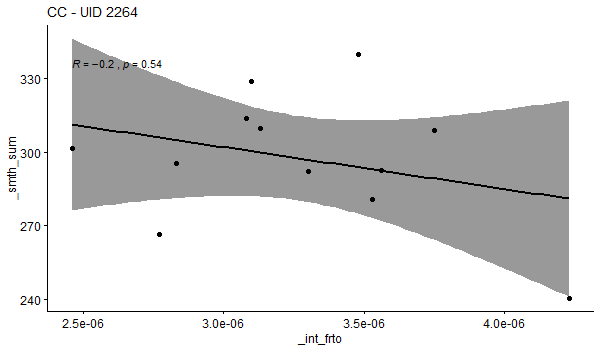 CC - UID 2264
R = −0.2 , p = 0.54
330
300
270
240
_smth_sum
2.5e-06 3.0e-06 3.5e-06 4.0e-06
_int_frto